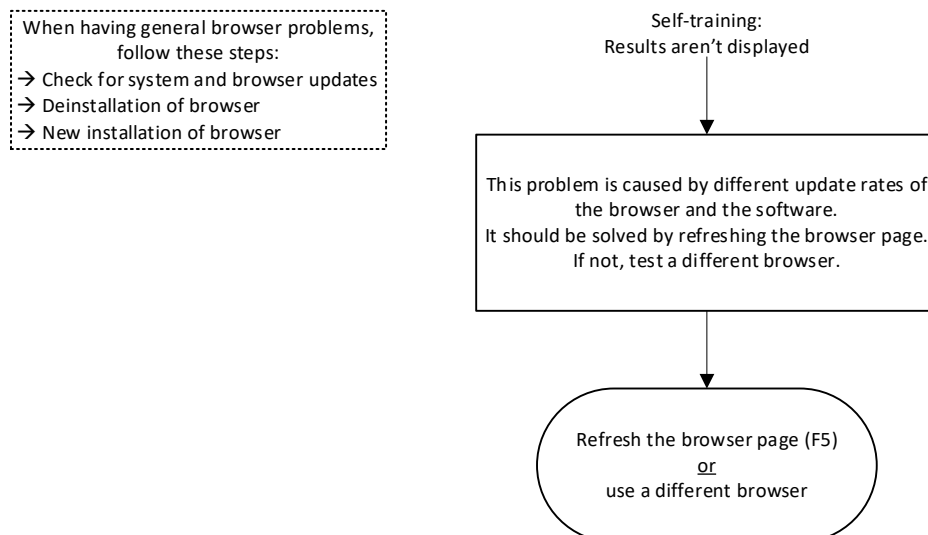 When having general browser problems,
follow these steps:
→ Check for system and browser updates
→ Deinstallation of browser
→ New installation of browser
Self-training:
Results aren't displayed
This problem is caused by different update rates of
the browser and the software.
It should be solved by refreshing the browser page.
If not, test a different browser.
Refresh the browser page (F5)
or
use a different browser